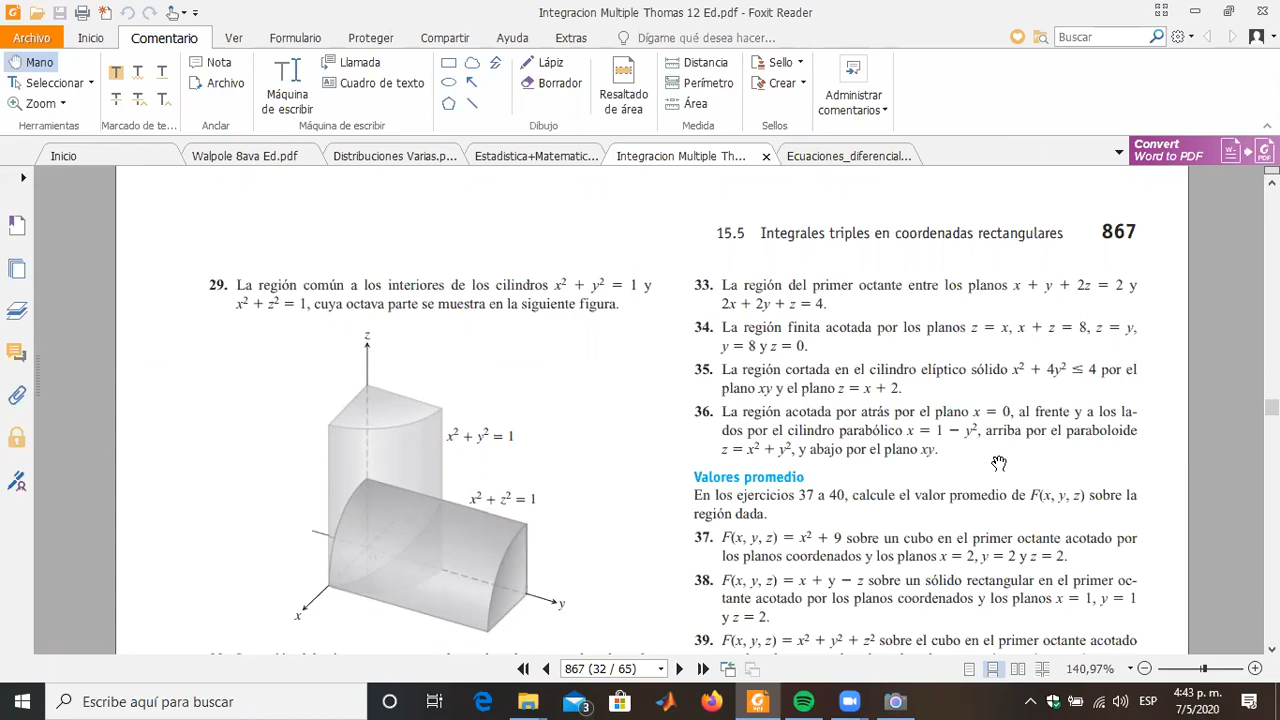 Integracion Multiple Thomas 12 Ed.pdf - Foxit Reader
Archivo Inicio Comentario Ver Formulario Proteger Compartir Ayuda Extras Dígame qué desea hacer... Buscar
Mano
Seleccionar
Zoom
Herramientas
T T T
T T T
Marcado de te...
Nota
Archivo
Anclar
Máquina
de escribir
Llamada
Cuadro de texto
Máquina de escribir
Lápiz
Borrador
Dibujo
Resaltado
de área
Distancia
Perímetro
Área
Medida
Sello
Crear
Sellos
Administrar
comentarios
Inicio Walpole 8ava Ed.pdf Distribuciones Varias.p... Estadistica+Matematic... Integracion Multiple Th... Ecuaciones_diferencial...
Convert
Word to PDF
15.5 Integrales triples en coordenadas rectangulares 867
29. La región común a los interiores de los cilindros x² + y² = 1 y
x² + z² = 1, cuya octava parte se muestra en la siguiente figura.
z
x² + y² = 1
x² + z² = 1
y
x
33. La región del primer octante entre los planos x + y + 2z = 2 y
2x + 2y + z = 4.
34. La región finita acotada por los planos z = x, x + z = 8, z = y,
y = 8 y z = 0.
35. La región cortada en el cilindro elíptico sólido x² + 4y² ≤ 4 por el
plano xy y el plano z = x + 2.
36. La región acotada por atrás por el plano x = 0, al frente y a los la-
dos por el cilindro parabólico x = 1 − y², arriba por el paraboloide
z = x² + y², y abajo por el plano xy.
Valores promedio
En los ejercicios 37 a 40, calcule el valor promedio de F(x, y, z) sobre la
región dada.
37. F(x, y, z) = x² + 9 sobre un cubo en el primer octante acotado por
los planos coordenados y los planos x = 2, y = 2 y z = 2.
38. F(x, y, z) = x + y − z sobre un sólido rectangular en el primer oc-
tante acotado por los planos coordenados y los planos x = 1, y = 1
y z = 2.
39. F(x, y, z) = x² + y² + z² sobre el cubo en el primer octante acotado
867 (32 / 65)
140,97%
Escribe aquí para buscar
3
ESP
4:43 p. m.
7/5/2020